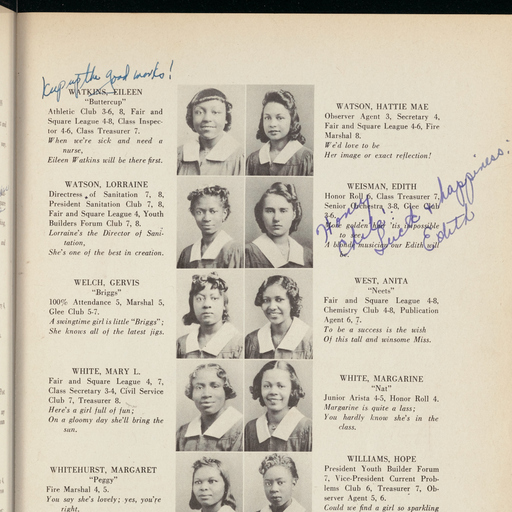 Keep up the good works!
WATKINS, EILEEN
"Buttercup"
Athletic Club 3-6, 8, Fair and
Square League 4-8, Class Inspec-
tor 4-6, Class Treasurer 7.
When we're sick and need a
nurse,
Eileen Watkins will be there first.
WATSON, LORRAINE
Directress of Sanitation 7, 8,
President Sanitation Club 7, 8,
Fair and Square League 4, Youth
Builders Forum Club 7, 8.
Lorraine's the Director of Sani-
tation,
She's one of the best in creation.
WELCH, GERVIS
"Briggs"
100% Attendance 5, Marshal 5,
Glee Club 5-7.
A swingtime girl is little "Briggs";
She knows all of the latest jigs.
WHITE, MARY L.
Fair and Square League 4, 7,
Class Secretary 3-4, Civil Service
Club 7, Treasurer 8.
Here's a girl full of fun;
On a gloomy day she'll bring the
sun.
WHITEHURST, MARGARET
"Peggy"
Fire Marshal 4, 5.
You say she's lovely; yes, you're
right.
WATSON, HATTIE MAE
Observer Agent 3, Secretary 4,
Fair and Square League 4-6, Fire
Marshal 8.
We'd love to be
Her image or exact reflection!
WEISMAN, EDITH
Honor Roll, Class Treasurer 7,
Senior Orchestra 3-8, Glee Club
3-6.
golden 'tis impossible
to see,
A blonde musician our Edith will
be.
Luck & happiness!
Edith
WEST, ANITA
"Neets"
Fair and Square League 4-8,
Chemistry Club 4-8, Publication
Agent 6, 7.
To be a success is the wish
Of this tall and winsome Miss.
WHITE, MARGARINE
"Nat"
Junior Arista 4-5, Honor Roll 4.
Margarine is quite a lass;
You hardly know she's in the
class.
WILLIAMS, HOPE
President Youth Builder Forum
7, Vice-President Current Prob-
lems Club 6, Treasurer 7, Ob-
server Agent 5, 6.
Could we find a girl so sparkling